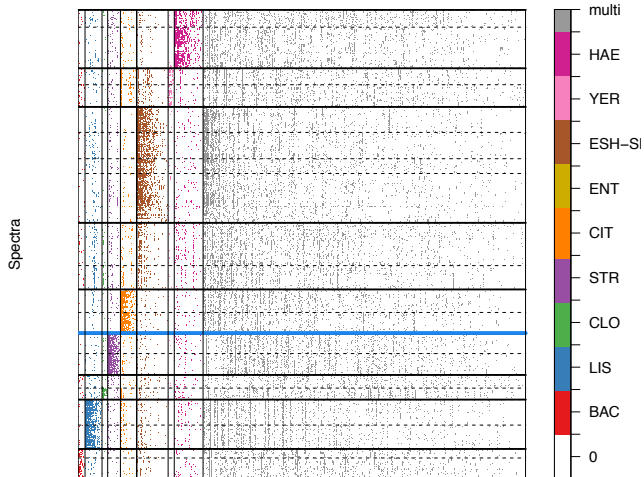 multi
HAE
YER
ESH-SI
ENT
CIT
STR
CLO
LIS
BAC
0
Spectra